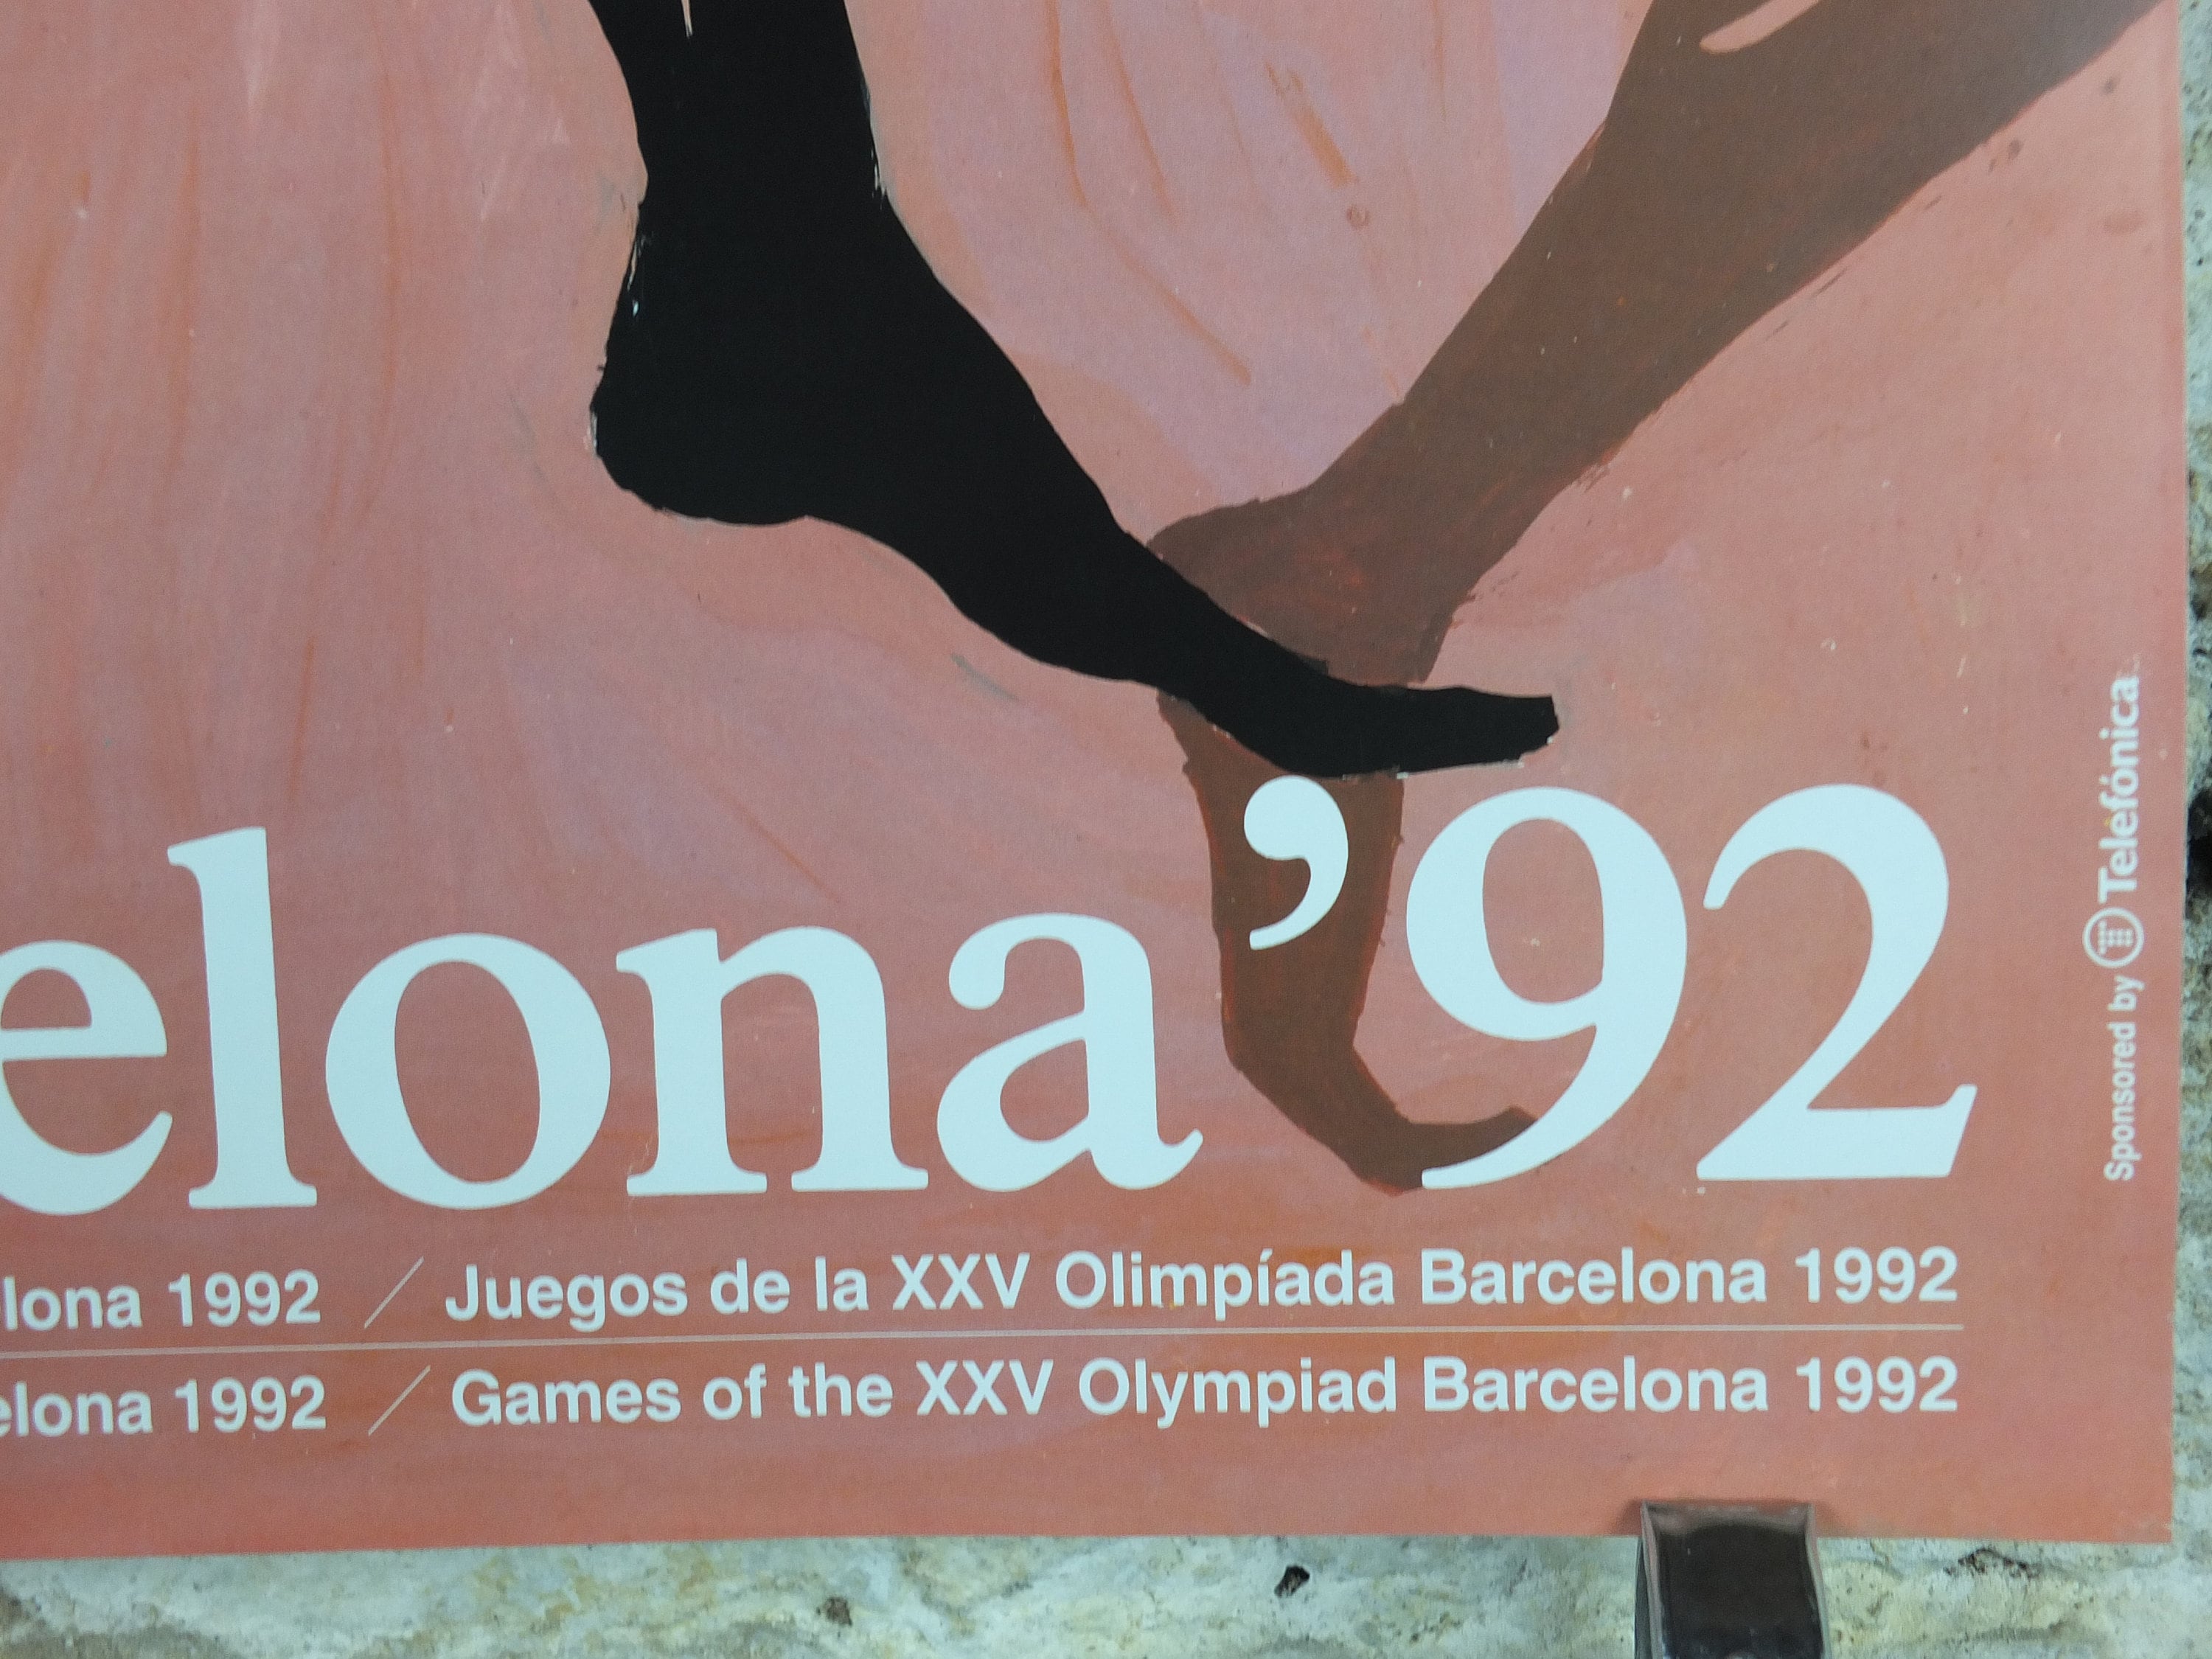 elona '92
elona 1992 / Juegos de la XXV Olimpíada Barcelona 1992
elona 1992 / Games of the XXV Olympiad Barcelona 1992
Sponsored by Telefónica